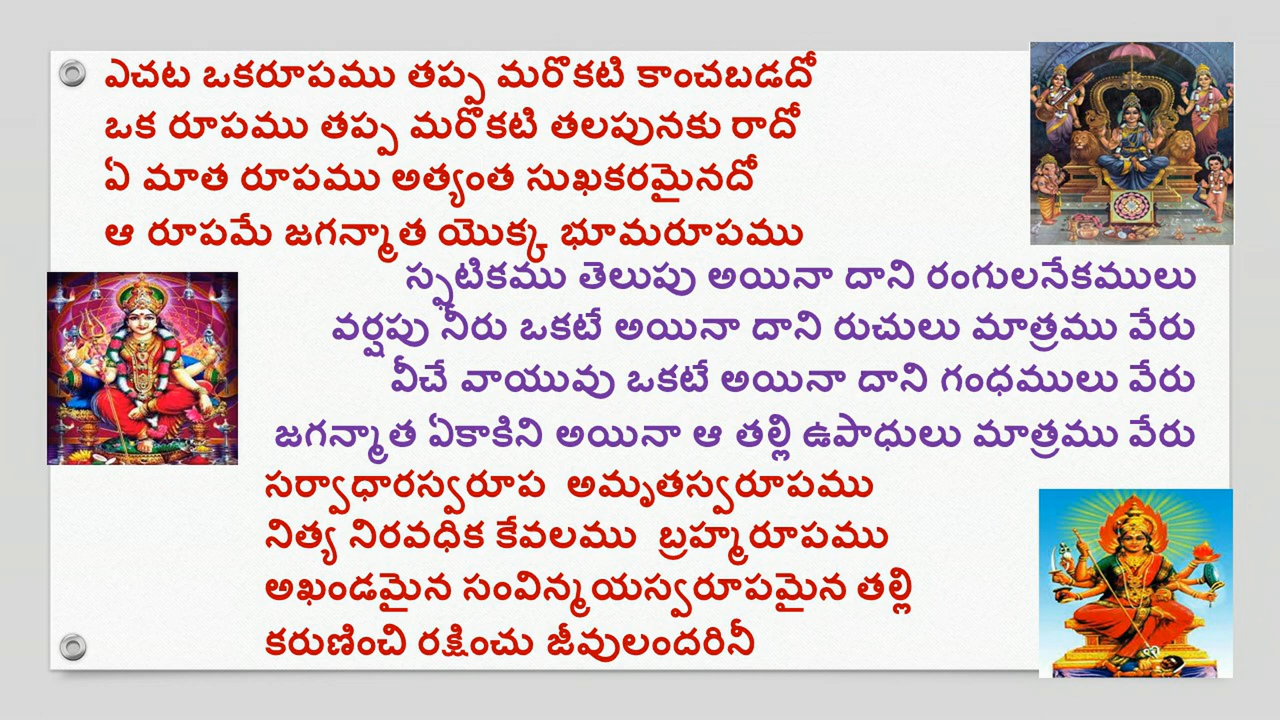 ఎచట ఒకరూపము తప్ప మరొకటి కాంచబడదో
ఒక రూపము తప్ప మరొకటి తలపునకు రాదో
ఏ మాత రూపము అత్యంత సుఖకరమైనదో
ఆ రూపమే జగన్మాత యొక్క భూమరూపము
స్ఫటికము తెలుపు అయినా దాని రంగులనేకములు
వర్షపు నీరు ఒకటే అయినా దాని రుచులు మాత్రము వేరు
వీచే వాయువు ఒకటే అయినా దాని గంధములు వేరు
జగన్మాత ఏకాకిని అయినా ఆ తల్లి ఉపాధులు మాత్రము వేరు
సర్వాధారస్వరూప అమృతస్వరూపము
నిత్య నిరవధిక కేవలము బ్రహ్మరూపము
అఖండమైన సంవిన్మయస్వరూపమైన తల్లి
కరుణించి రక్షించు జీవులందరినీ